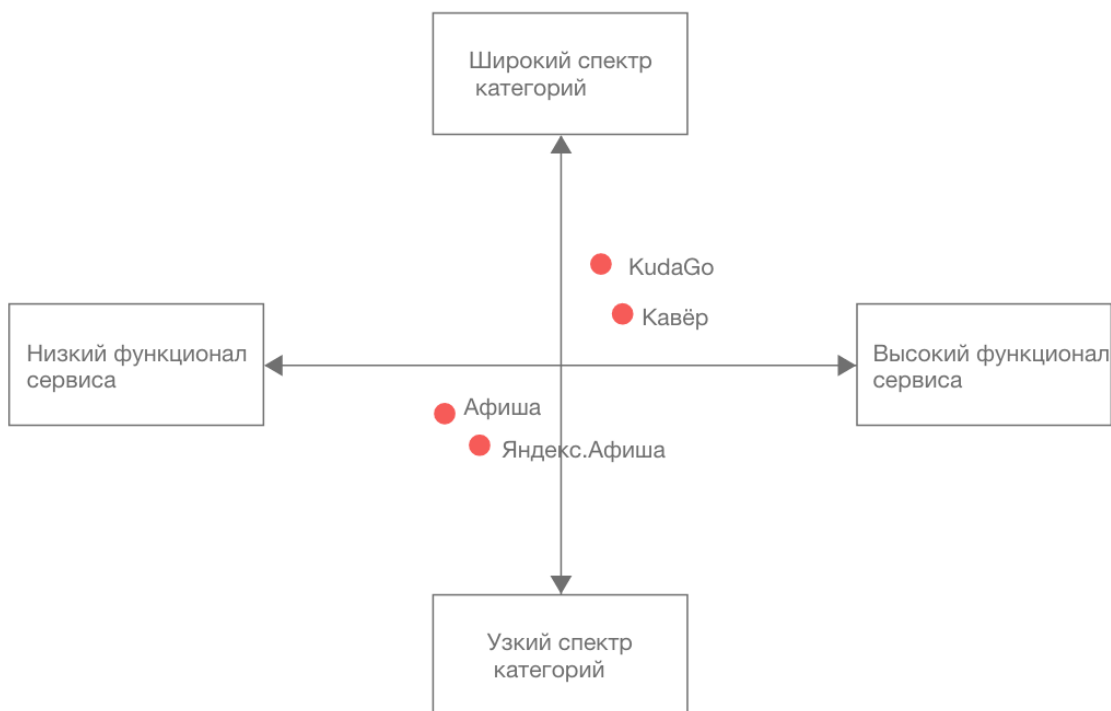 Широкий спектр
категорий
KudaGo
Кавёр
Низкий функционал
сервиса
Высокий функционал
сервиса
Афиша
Яндекс.Афиша
Узкий спектр
категорий